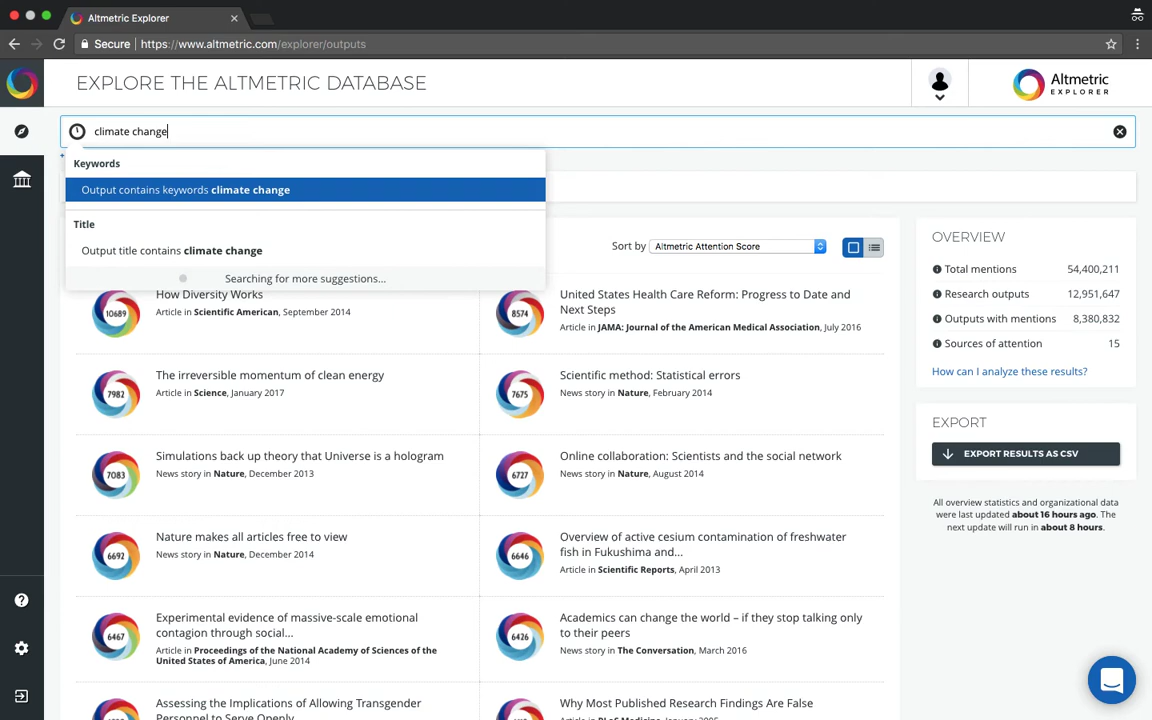 Altmetric Explorer
Secure https://www.altmetric.com/explorer/outputs
EXPLORE THE ALTMETRIC DATABASE
Altmetric
EXPLORER
climate change
Keywords
Output contains keywords climate change
Title
Output title contains climate change
Searching for more suggestions...
Sort by Altmetric Attention Score
10689
How Diversity Works
Article in Scientific American, September 2014
8574
United States Health Care Reform: Progress to Date and
Next Steps
Article in JAMA: Journal of the American Medical Association, July 2016
7982
The irreversible momentum of clean energy
Article in Science, January 2017
7675
Scientific method: Statistical errors
News story in Nature, February 2014
7083
Simulations back up theory that Universe is a hologram
News story in Nature, December 2013
6727
Online collaboration: Scientists and the social network
News story in Nature, August 2014
6692
Nature makes all articles free to view
News story in Nature, December 2014
6646
Overview of active cesium contamination of freshwater
fish in Fukushima and...
Article in Scientific Reports, April 2013
6467
Experimental evidence of massive-scale emotional
contagion through social...
Article in Proceedings of the National Academy of Sciences of the
United States of America, June 2014
6426
Academics can change the world – if they stop talking only
to their peers
News story in The Conversation, March 2016
Assessing the Implications of Allowing Transgender
Personnel to Serve Openly
Why Most Published Research Findings Are False
OVERVIEW
Total mentions 54,400,211
Research outputs 12,951,647
Outputs with mentions 8,380,832
Sources of attention 15
How can I analyze these results?
EXPORT
EXPORT RESULTS AS CSV
All overview statistics and organizational data
were last updated about 16 hours ago. The
next update will run in about 8 hours.